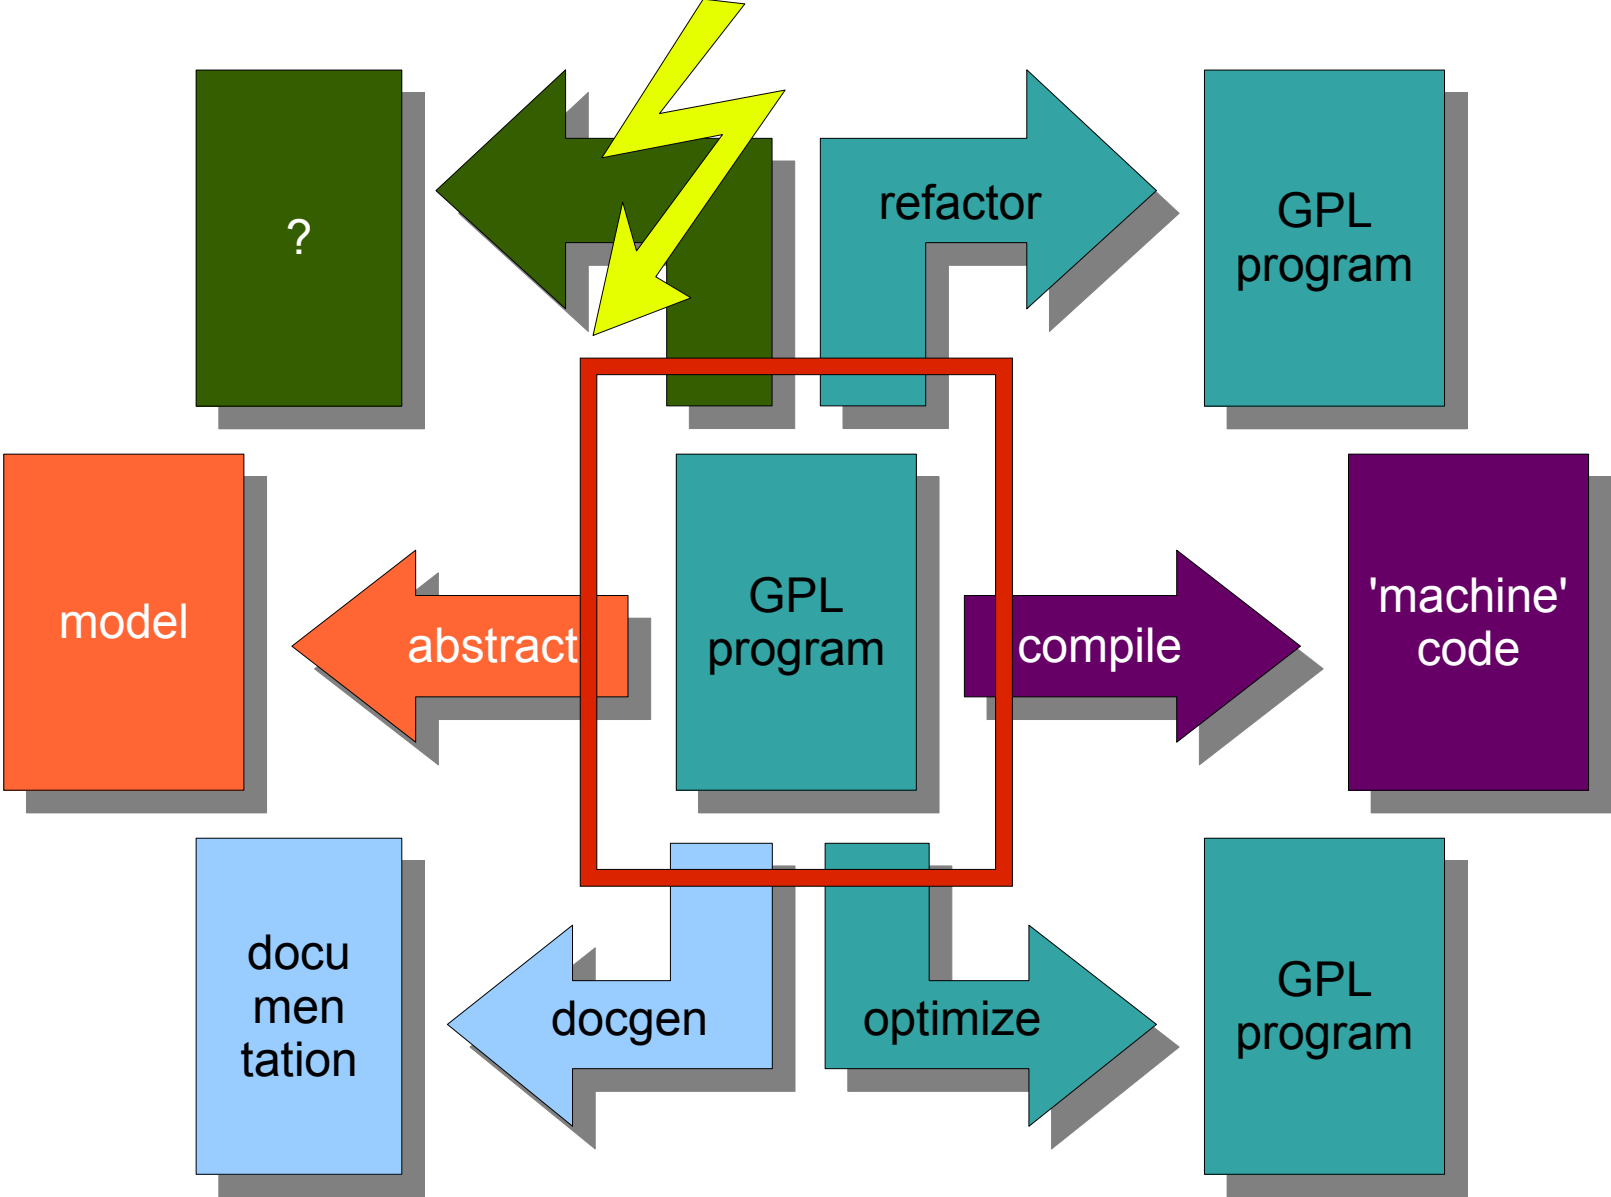 ?
refactor
GPL
program
model
abstract
GPL
program
compile
'machine'
code
docu
men
tation
docgen
optimize
GPL
program